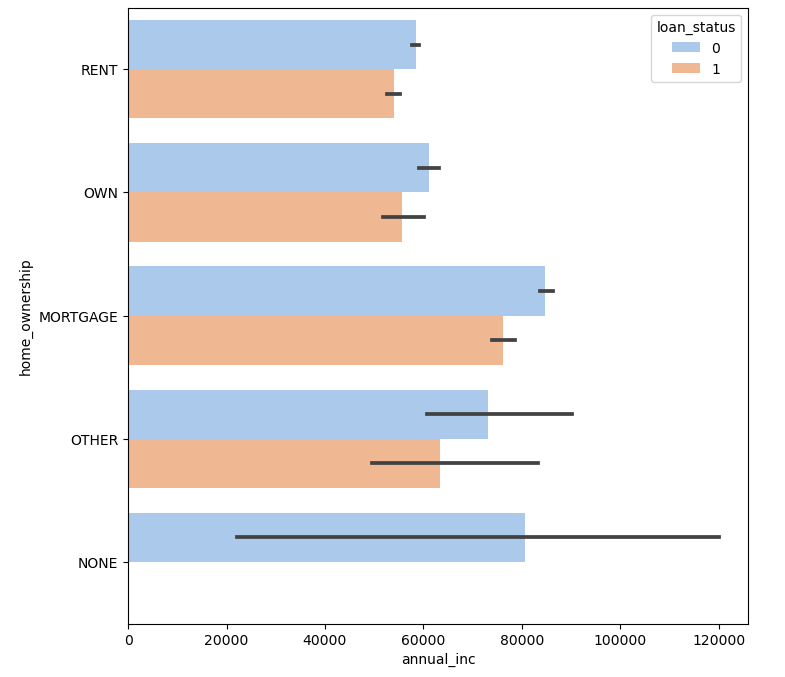 loan_status
0
1
RENT
OWN
MORTGAGE
OTHER
NONE
home_ownership
0 20000 40000 60000 80000 100000 120000
annual_inc